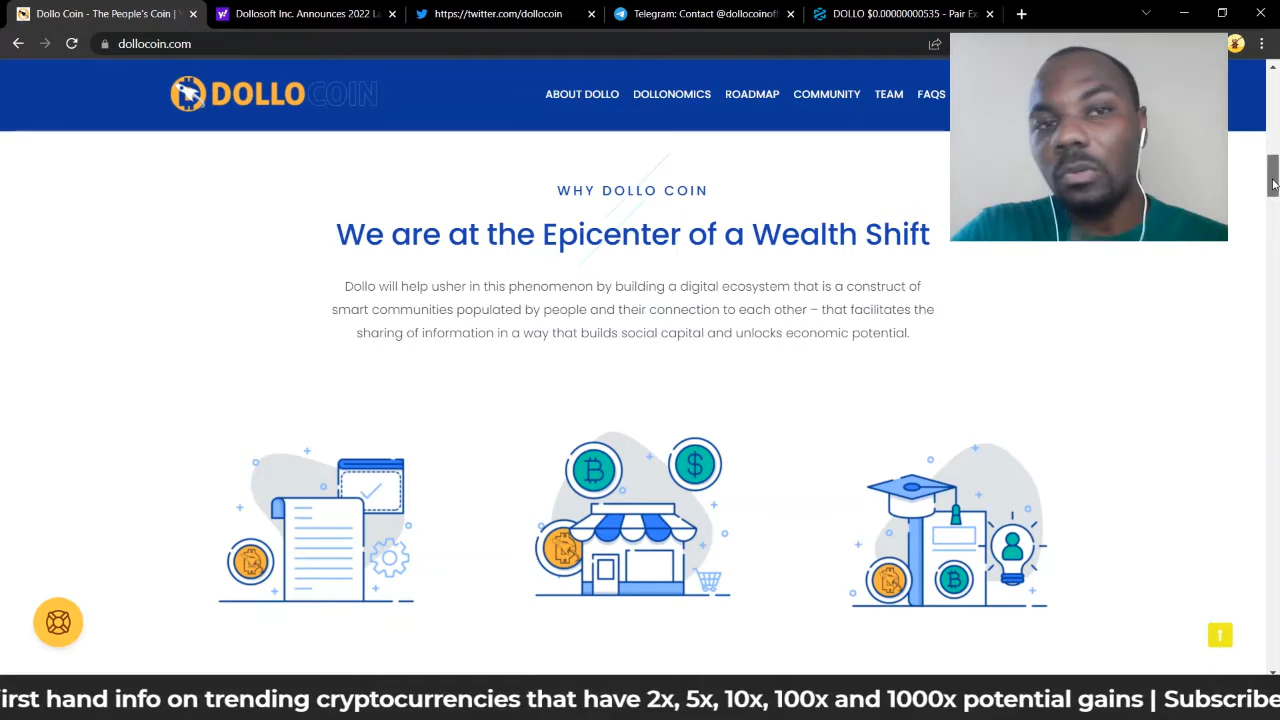 Dollo Coin - The People's Coin |
Dollosoft Inc. Announces 2022 L
https://twitter.com/dollocoin
Telegram: Contact @dollocoinoff
DOLLO $0.00000000535 - Pair Ex
dollocoin.com
DOLLOCOIN
ABOUT DOLLO
DOLLONOMICS
ROADMAP
COMMUNITY
TEAM
FAQS
WHY DOLLO COIN
We are at the Epicenter of a Wealth Shift
Dollo will help usher in this phenomenon by building a digital ecosystem that is a construct of
smart communities populated by people and their connection to each other – that facilitates the
sharing of information in a way that builds social capital and unlocks economic potential.
first hand info on trending cryptocurrencies that have 2x, 5x, 10x, 100x and 1000x potential gains | Subscribe